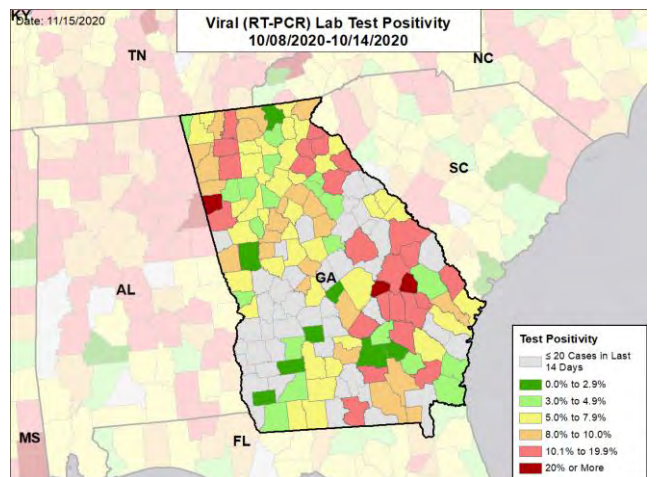 KY
Date: 11/15/2020
Viral (RT-PCR) Lab Test Positivity
10/08/2020-10/14/2020
TN
NC
SC
GA
AL
MS
FL
Test Positivity
≤ 20 Cases in Last
14 Days
0.0% to 2.9%
3.0% to 4.9%
5.0% to 7.9%
8.0% to 10.0%
10.1% to 19.9%
20% or More